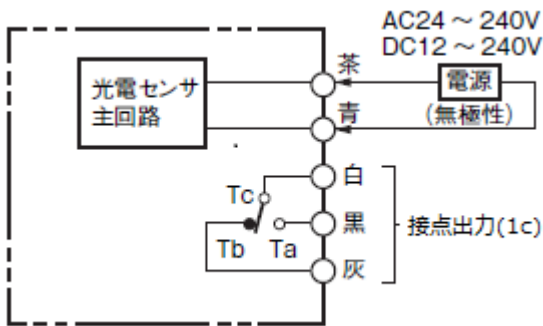 AC24 ～ 240V
DC12 ～ 240V
茶
光電センサ
主回路
電源
青
(無極性)
白
Tc
黒
接点出力(1c)
Tb
Ta
灰